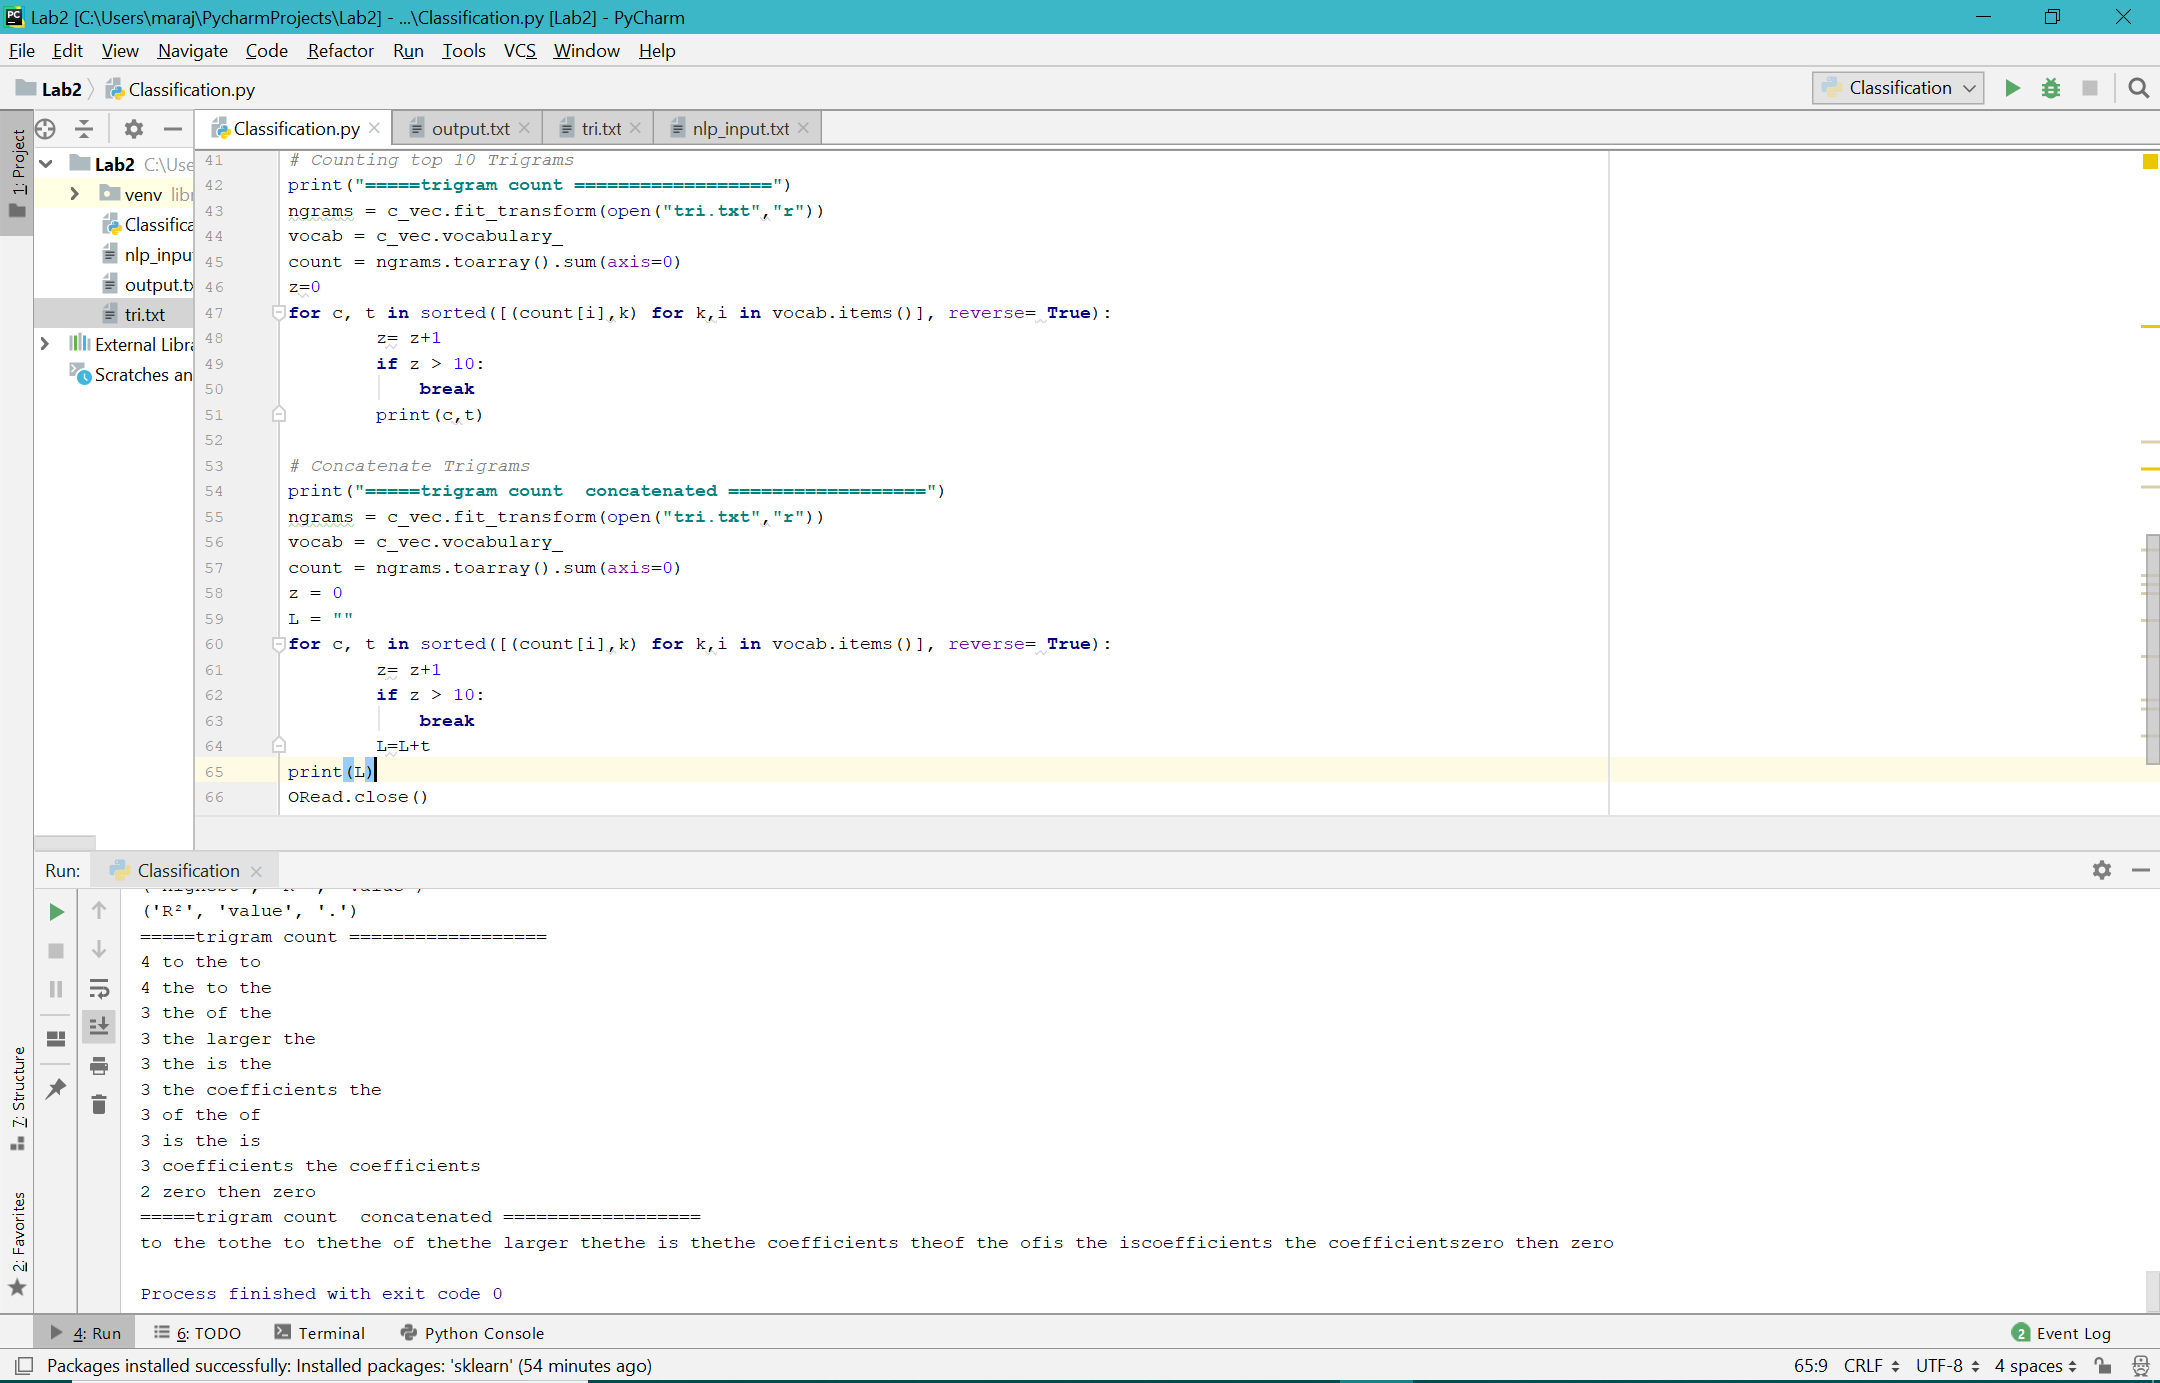 Lab2 [C:\Users\maraj\PycharmProjects\Lab2] - ...\Classification.py [Lab2] - PyCharm
File Edit View Navigate Code Refactor Run Tools VCS Window Help
Lab2 Classification.py Classification
Classification.py output.txt tri.txt nlp_input.txt
1: Project
Lab2 C:\Use
venv libr
Classifica
nlp_inpu
output.tx
tri.txt
External Libra
Scratches an
41 # Counting top 10 Trigrams
42 print("=====trigram count ==================")
43 ngrams = c_vec.fit_transform(open("tri.txt","r"))
44 vocab = c_vec.vocabulary_
45 count = ngrams.toarray().sum(axis=0)
46 z=0
47 for c, t in sorted([(count[i],k) for k,i in vocab.items()], reverse= True):
48 z= z+1
49 if z > 10:
50 break
51 print(c,t)
52
53 # Concatenate Trigrams
54 print("=====trigram count  concatenated ==================")
55 ngrams = c_vec.fit_transform(open("tri.txt","r"))
56 vocab = c_vec.vocabulary_
57 count = ngrams.toarray().sum(axis=0)
58 z = 0
59 L = ""
60 for c, t in sorted([(count[i],k) for k,i in vocab.items()], reverse= True):
61 z= z+1
62 if z > 10:
63 break
64 L=L+t
65 print(L)
66 ORead.close()
Run: Classification
('R²', 'value', '.')
=====trigram count ==================
4 to the to
4 the to the
3 the of the
3 the larger the
3 the is the
3 the coefficients the
3 of the of
3 is the is
3 coefficients the coefficients
2 zero then zero
=====trigram count  concatenated ==================
to the tothe to thethe of thethe larger thethe is thethe coefficients theof the ofis the iscoefficients the coefficientszero then zero
Process finished with exit code 0
7: Structure
2: Favorites
4: Run 6: TODO Terminal Python Console 2 Event Log
Packages installed successfully: Installed packages: 'sklearn' (54 minutes ago) 65:9 CRLF UTF-8 4 spaces